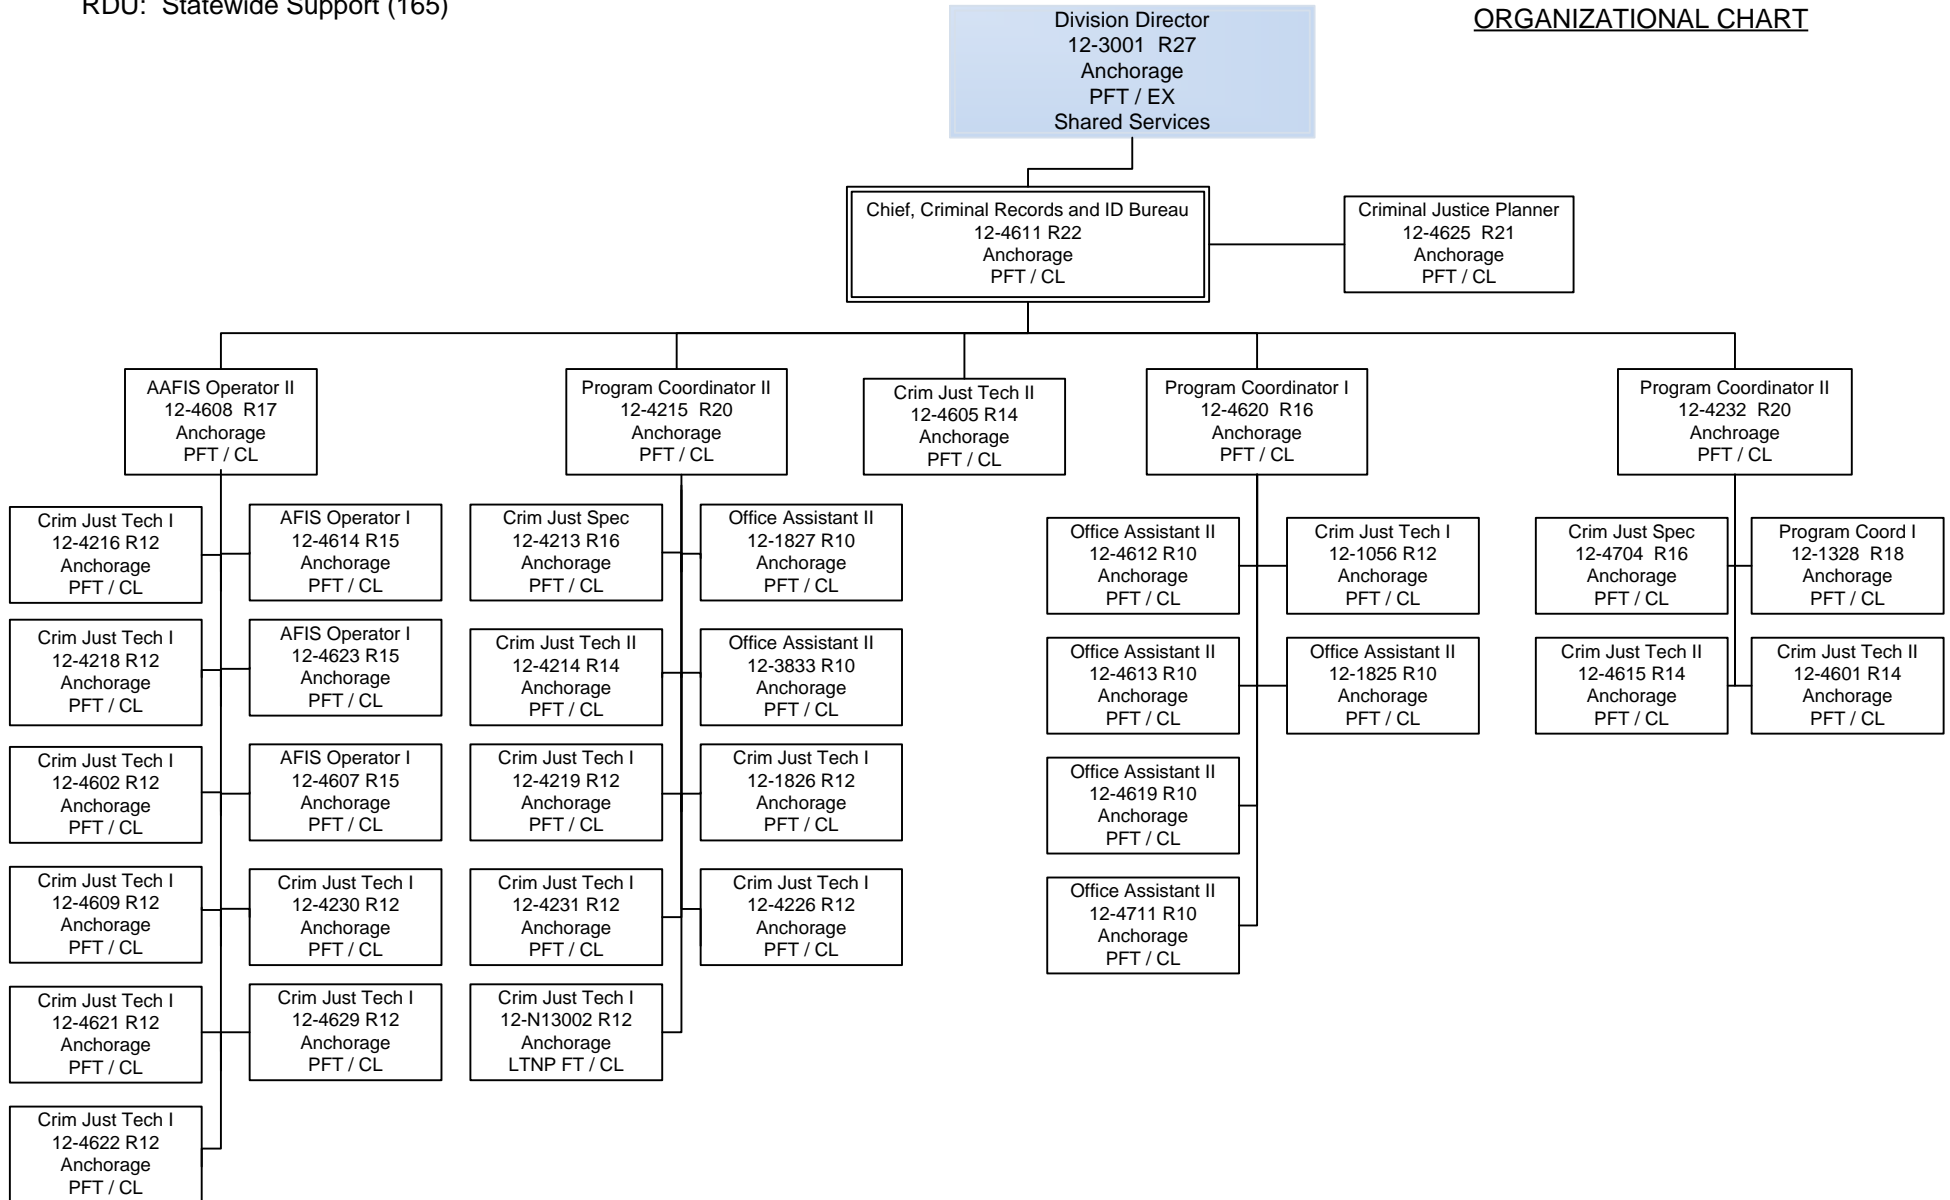 RDU: Statewide Support (165)
ORGANIZATIONAL CHART
Division Director
12-3001 R27
Anchorage
PFT / EX
Shared Services
Chief, Criminal Records and ID Bureau
12-4611 R22
Anchorage
PFT / CL
Criminal Justice Planner
12-4625 R21
Anchorage
PFT / CL
AAFIS Operator II
12-4608 R17
Anchorage
PFT / CL
Program Coordinator II
12-4215 R20
Anchorage
PFT / CL
Crim Just Tech II
12-4605 R14
Anchorage
PFT / CL
Program Coordinator I
12-4620 R16
Anchorage
PFT / CL
Program Coordinator II
12-4232 R20
Anchroage
PFT / CL
Crim Just Tech I
12-4216 R12
Anchorage
PFT / CL
AFIS Operator I
12-4614 R15
Anchorage
PFT / CL
Crim Just Tech I
12-4218 R12
Anchorage
PFT / CL
AFIS Operator I
12-4623 R15
Anchorage
PFT / CL
Crim Just Tech I
12-4602 R12
Anchorage
PFT / CL
AFIS Operator I
12-4607 R15
Anchorage
PFT / CL
Crim Just Tech I
12-4609 R12
Anchorage
PFT / CL
Crim Just Tech I
12-4230 R12
Anchorage
PFT / CL
Crim Just Tech I
12-4621 R12
Anchorage
PFT / CL
Crim Just Tech I
12-4629 R12
Anchorage
PFT / CL
Crim Just Tech I
12-4622 R12
Anchorage
PFT / CL
Crim Just Spec
12-4213 R16
Anchorage
PFT / CL
Office Assistant II
12-1827 R10
Anchorage
PFT / CL
Crim Just Tech II
12-4214 R14
Anchorage
PFT / CL
Office Assistant II
12-3833 R10
Anchorage
PFT / CL
Crim Just Tech I
12-4219 R12
Anchorage
PFT / CL
Crim Just Tech I
12-1826 R12
Anchorage
PFT / CL
Crim Just Tech I
12-4231 R12
Anchorage
PFT / CL
Crim Just Tech I
12-4226 R12
Anchorage
PFT / CL
Crim Just Tech I
12-N13002 R12
Anchorage
LTNP FT / CL
Office Assistant II
12-4612 R10
Anchorage
PFT / CL
Crim Just Tech I
12-1056 R12
Anchorage
PFT / CL
Office Assistant II
12-4613 R10
Anchorage
PFT / CL
Office Assistant II
12-1825 R10
Anchorage
PFT / CL
Office Assistant II
12-4619 R10
Anchorage
PFT / CL
Office Assistant II
12-4711 R10
Anchorage
PFT / CL
Crim Just Spec
12-4704 R16
Anchorage
PFT / CL
Program Coord I
12-1328 R18
Anchorage
PFT / CL
Crim Just Tech II
12-4615 R14
Anchorage
PFT / CL
Crim Just Tech II
12-4601 R14
Anchorage
PFT / CL